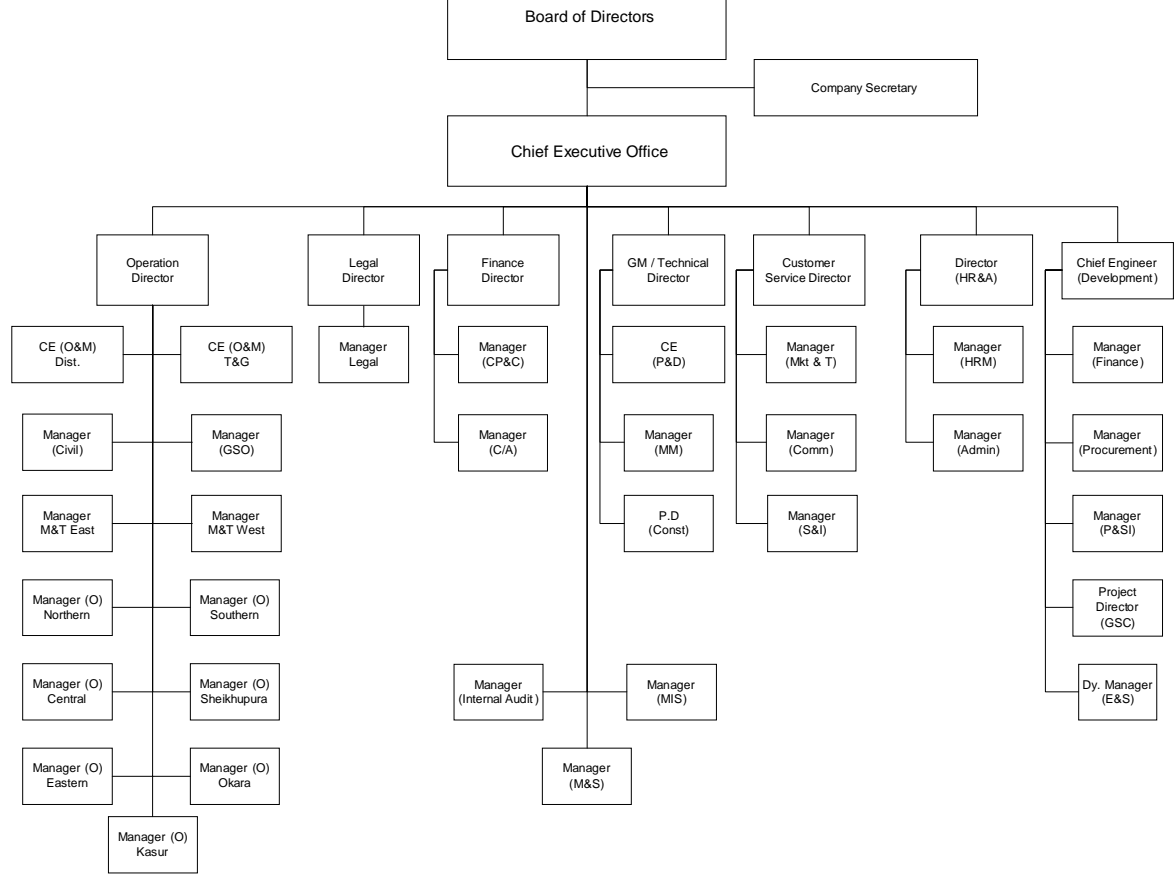 Board of Directors
Company Secretary
Chief Executive Office
Operation
Director
Legal
Director
Finance
Director
GM / Technical
Director
Customer
Service Director
Director
(HR&A)
Chief Engineer
(Development)
CE (O&M)
Dist.
CE (O&M)
T&G
Manager
Legal
Manager
(CP&C)
CE
(P&D)
Manager
(Mkt & T)
Manager
(HRM)
Manager
(Finance)
Manager
(Civil)
Manager
(GSO)
Manager
(C/A)
Manager
(MM)
Manager
(Comm)
Manager
(Admin)
Manager
(Procurement)
Manager
M&T East
Manager
M&T West
P.D
(Const)
Manager
(S&I)
Manager
(P&SI)
Manager (O)
Northern
Manager (O)
Southern
Project
Director
(GSC)
Manager (O)
Central
Manager (O)
Sheikhupura
Manager
(Internal Audit)
Manager
(MIS)
Dy. Manager
(E&S)
Manager (O)
Eastern
Manager (O)
Okara
Manager
(M&S)
Manager (O)
Kasur